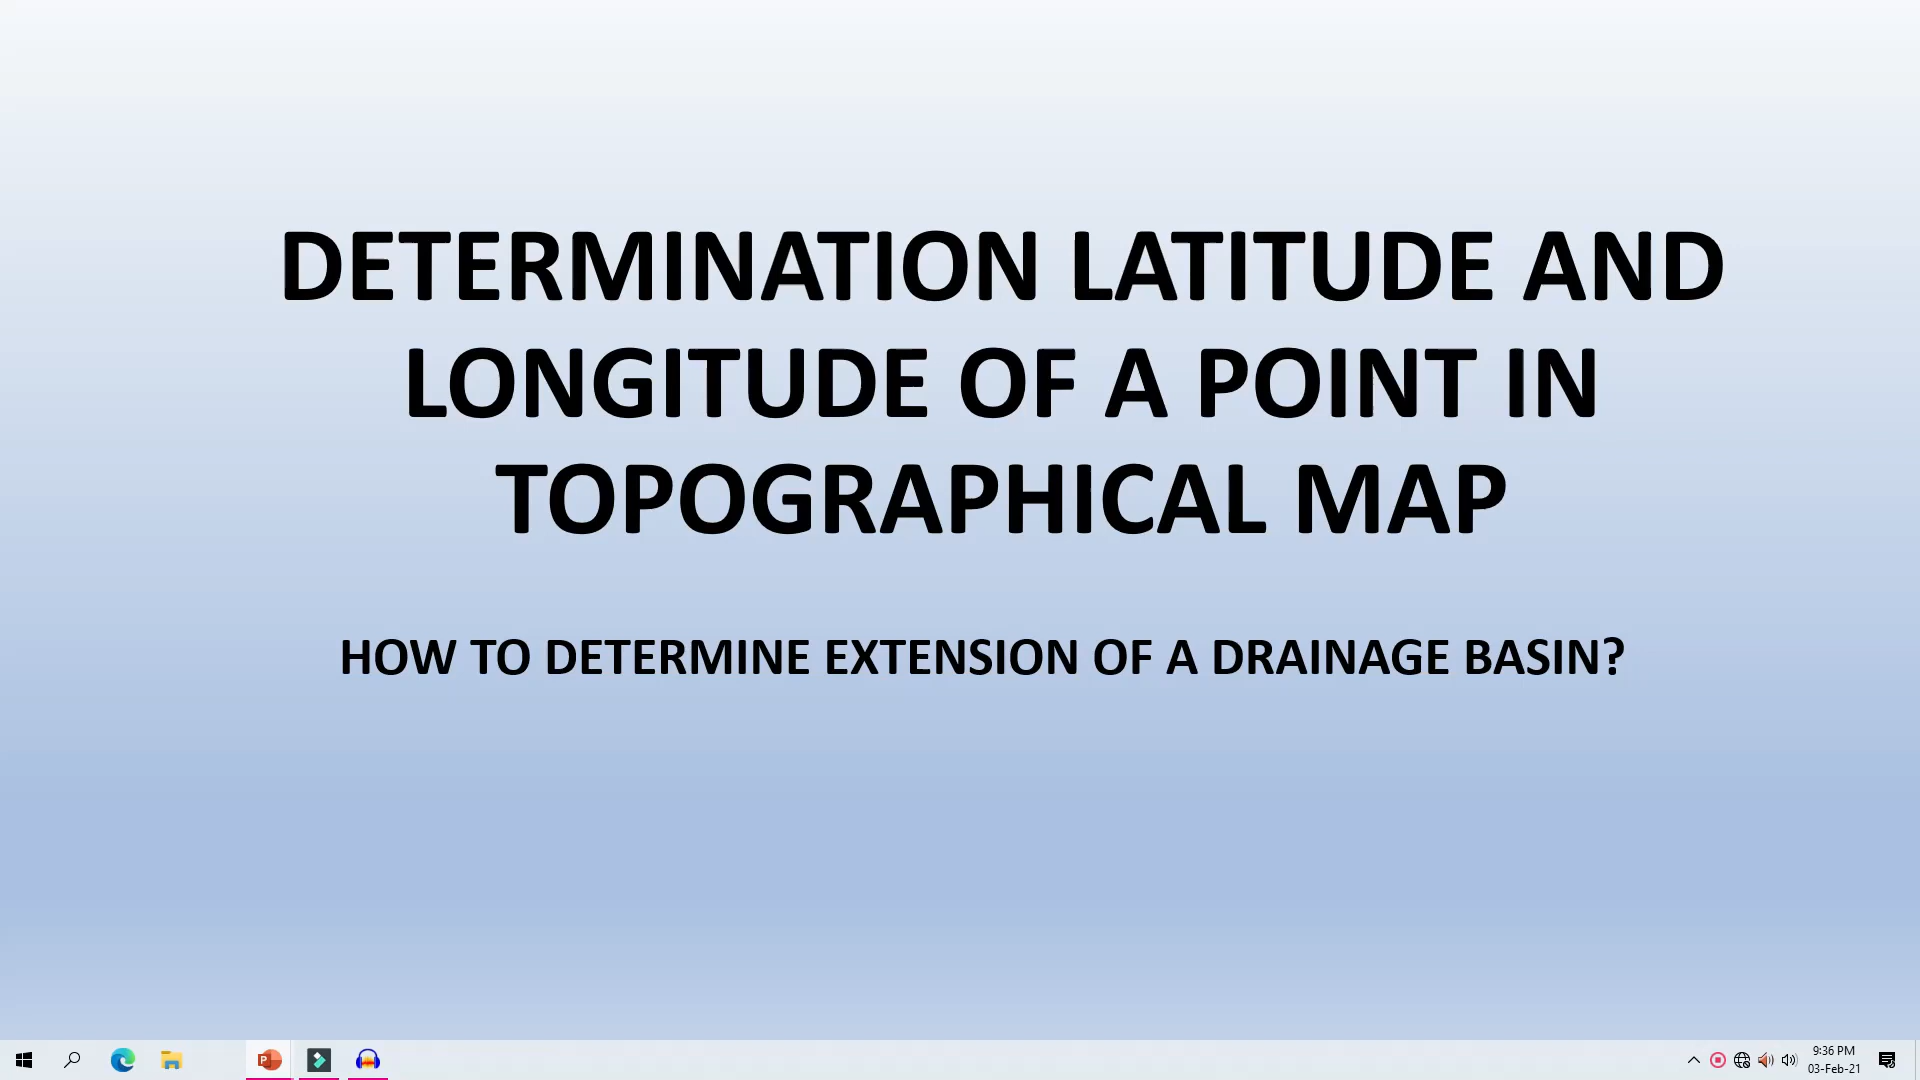 DETERMINATION LATITUDE AND
LONGITUDE OF A POINT IN
TOPOGRAPHICAL MAP
HOW TO DETERMINE EXTENSION OF A DRAINAGE BASIN?
9:36 PM
03-Feb-21